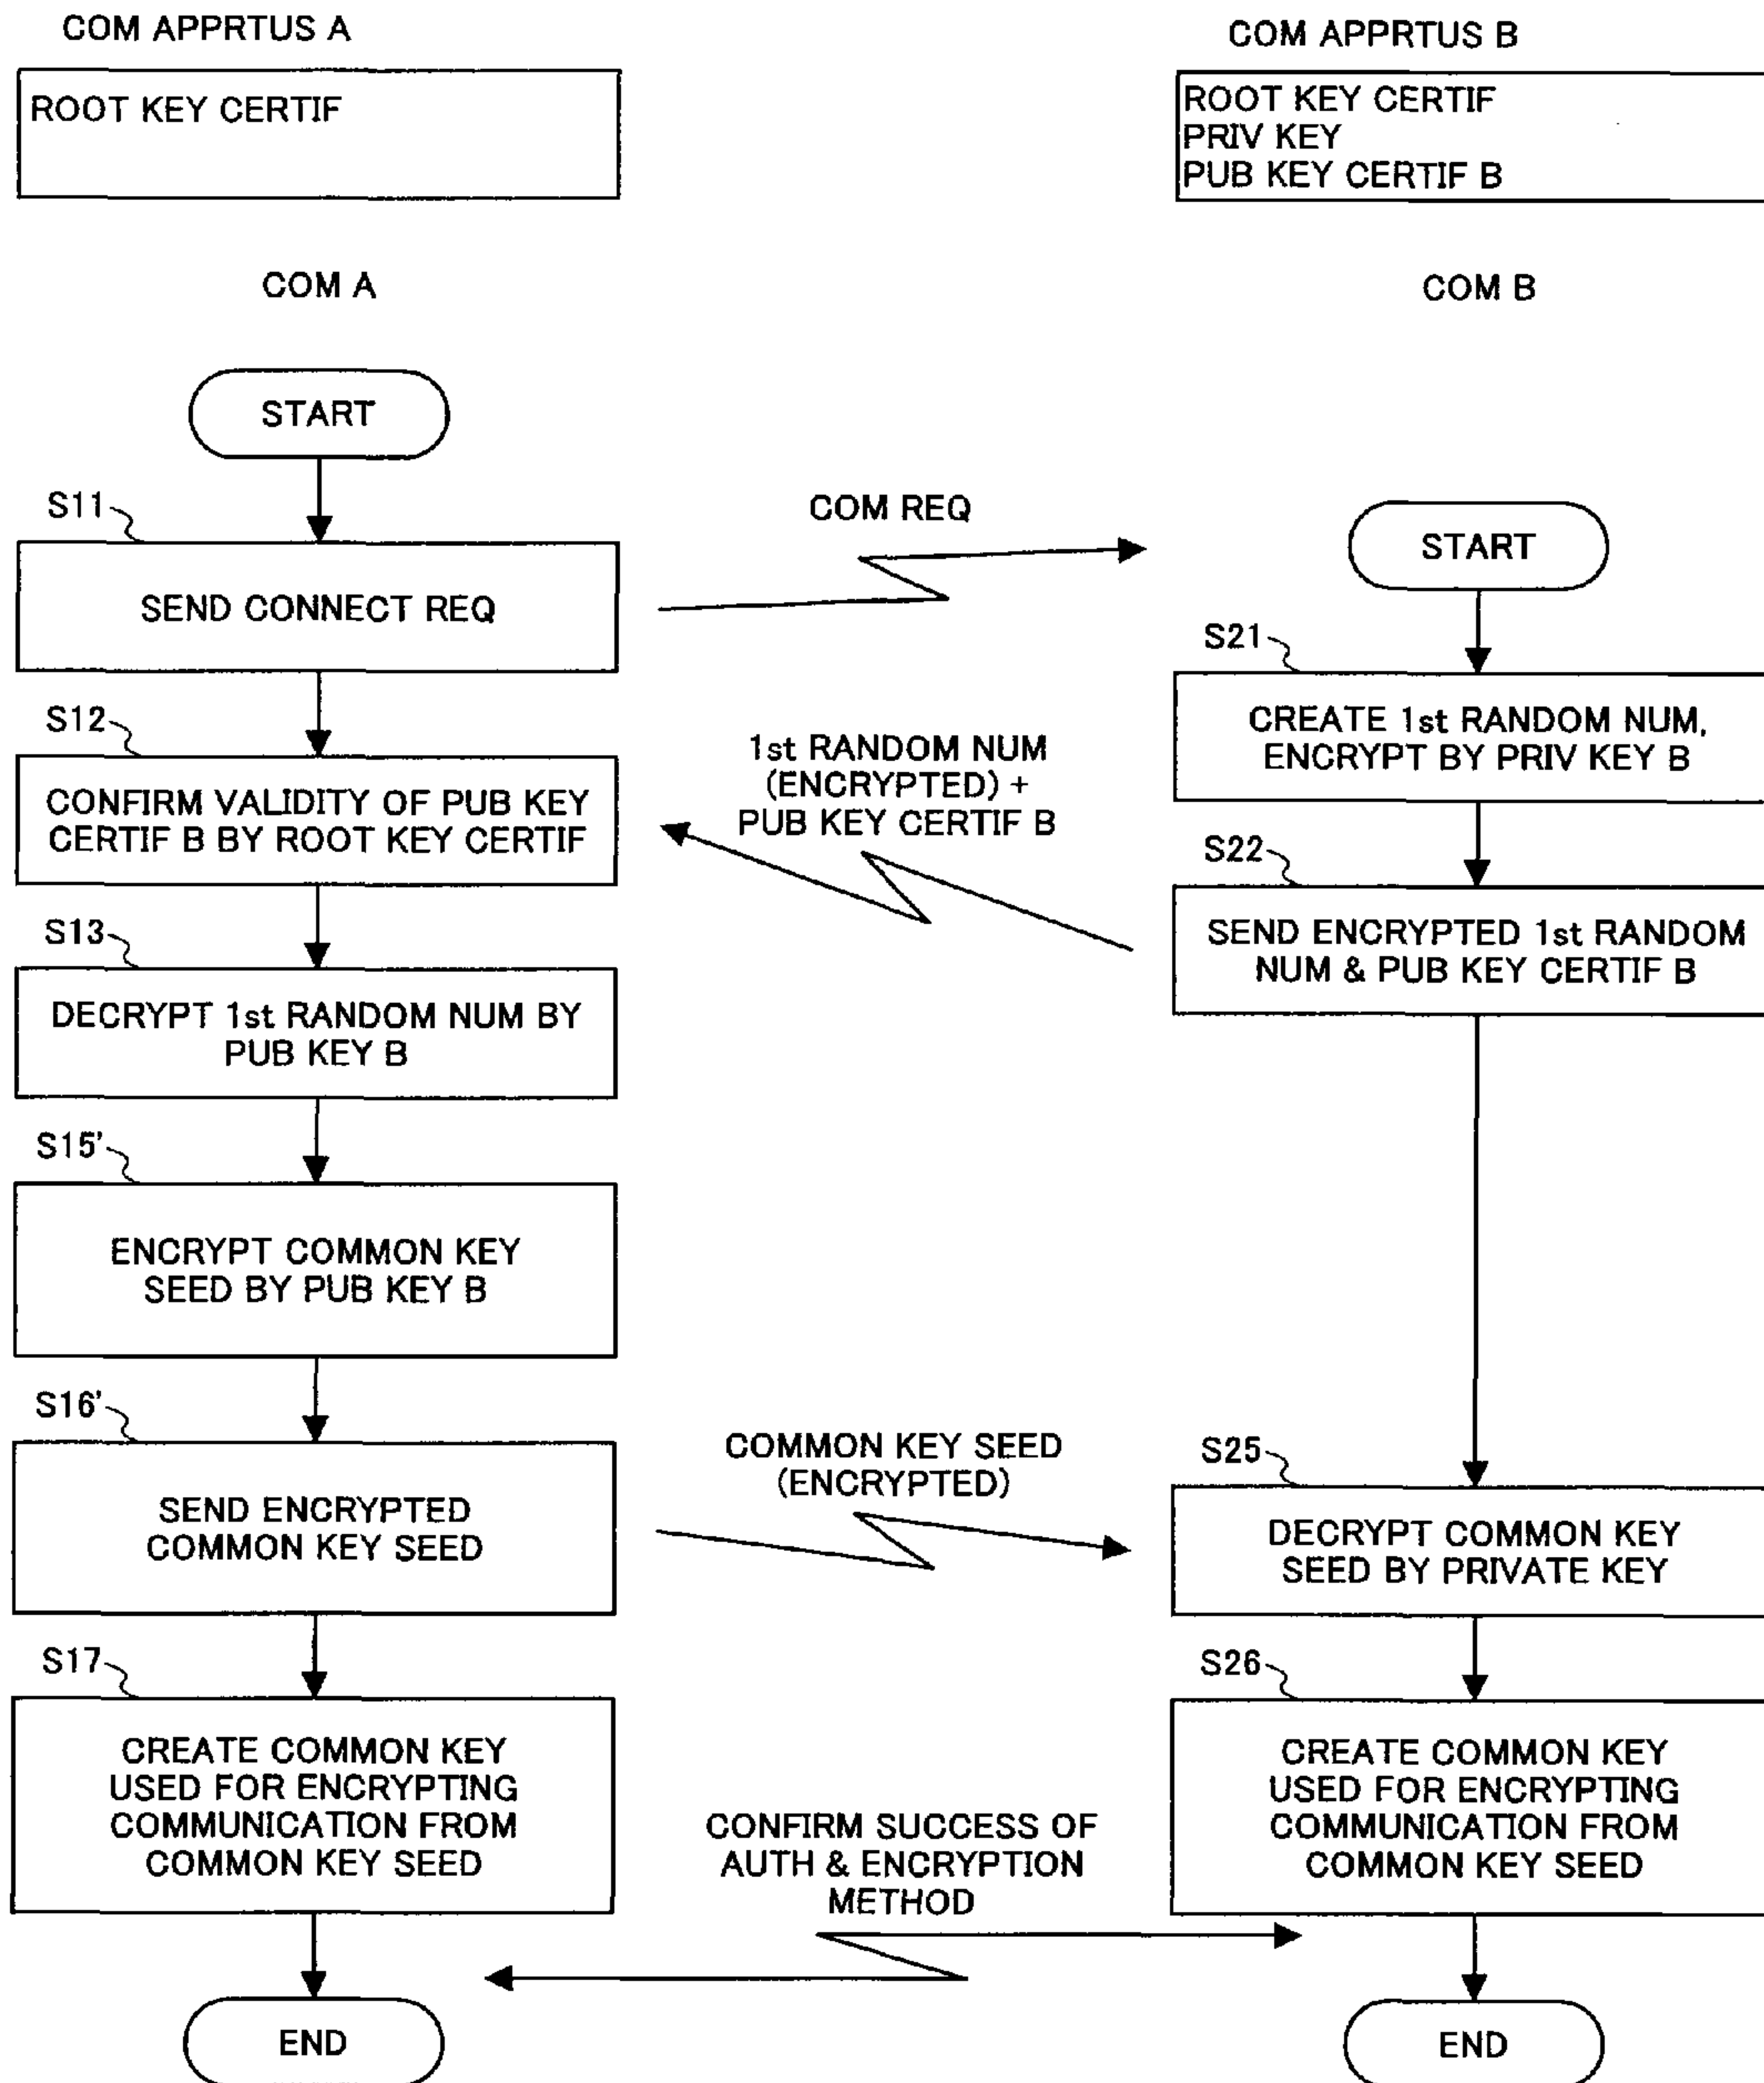 COM APPRTUS A
ROOT KEY CERTIF
COM APPRTUS B
ROOT KEY CERTIF
PRIV KEY
PUB KEY CERTIF B
COM A
COM B
START
S11
SEND CONNECT REQ
COM REQ
START
S21
CREATE 1st RANDOM NUM,
ENCRYPT BY PRIV KEY B
S12
CONFIRM VALIDITY OF PUB KEY
CERTIF B BY ROOT KEY CERTIF
1st RANDOM NUM
(ENCRYPTED) +
PUB KEY CERTIF B
S22
SEND ENCRYPTED 1st RANDOM
NUM & PUB KEY CERTIF B
S13
DECRYPT 1st RANDOM NUM BY
PUB KEY B
S15'
ENCRYPT COMMON KEY
SEED BY PUB KEY B
S16'
SEND ENCRYPTED
COMMON KEY SEED
COMMON KEY SEED
(ENCRYPTED)
S25
DECRYPT COMMON KEY
SEED BY PRIVATE KEY
S17
CREATE COMMON KEY
USED FOR ENCRYPTING
COMMUNICATION FROM
COMMON KEY SEED
S26
CREATE COMMON KEY
USED FOR ENCRYPTING
COMMUNICATION FROM
COMMON KEY SEED
CONFIRM SUCCESS OF
AUTH & ENCRYPTION
METHOD
END
END